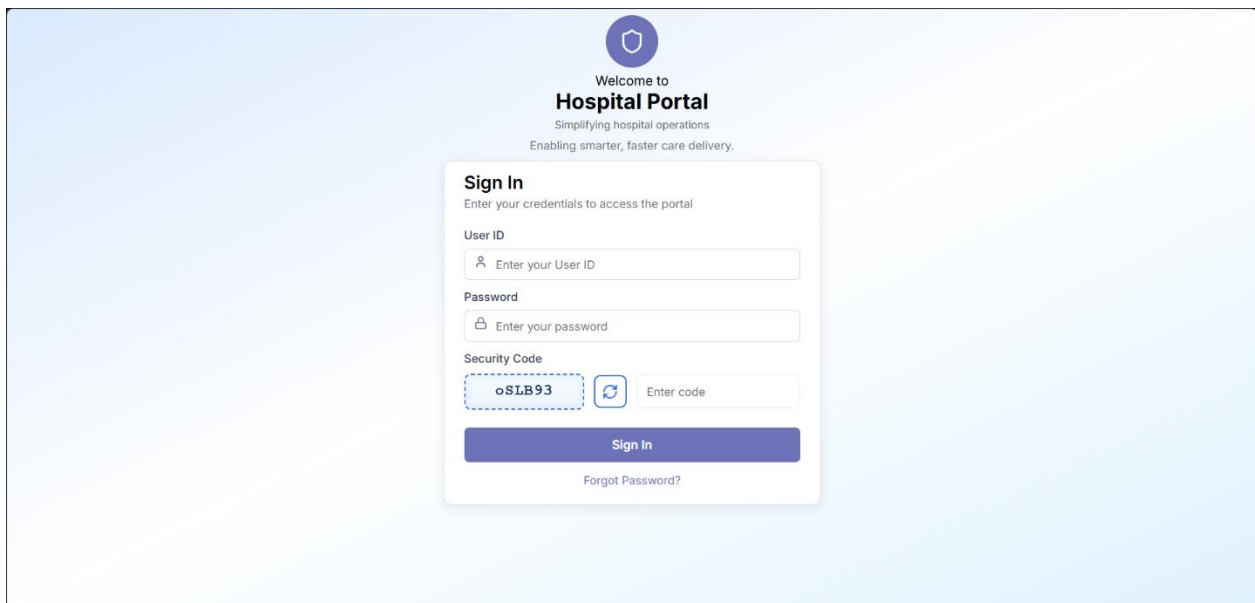 Welcome to
Hospital Portal
Simplifying hospital operations
Enabling smarter, faster care delivery.
Sign In
Enter your credentials to access the portal
User ID
Enter your User ID
Password
Enter your password
Security Code
oSLB93
Enter code
Sign In
Forgot Password?